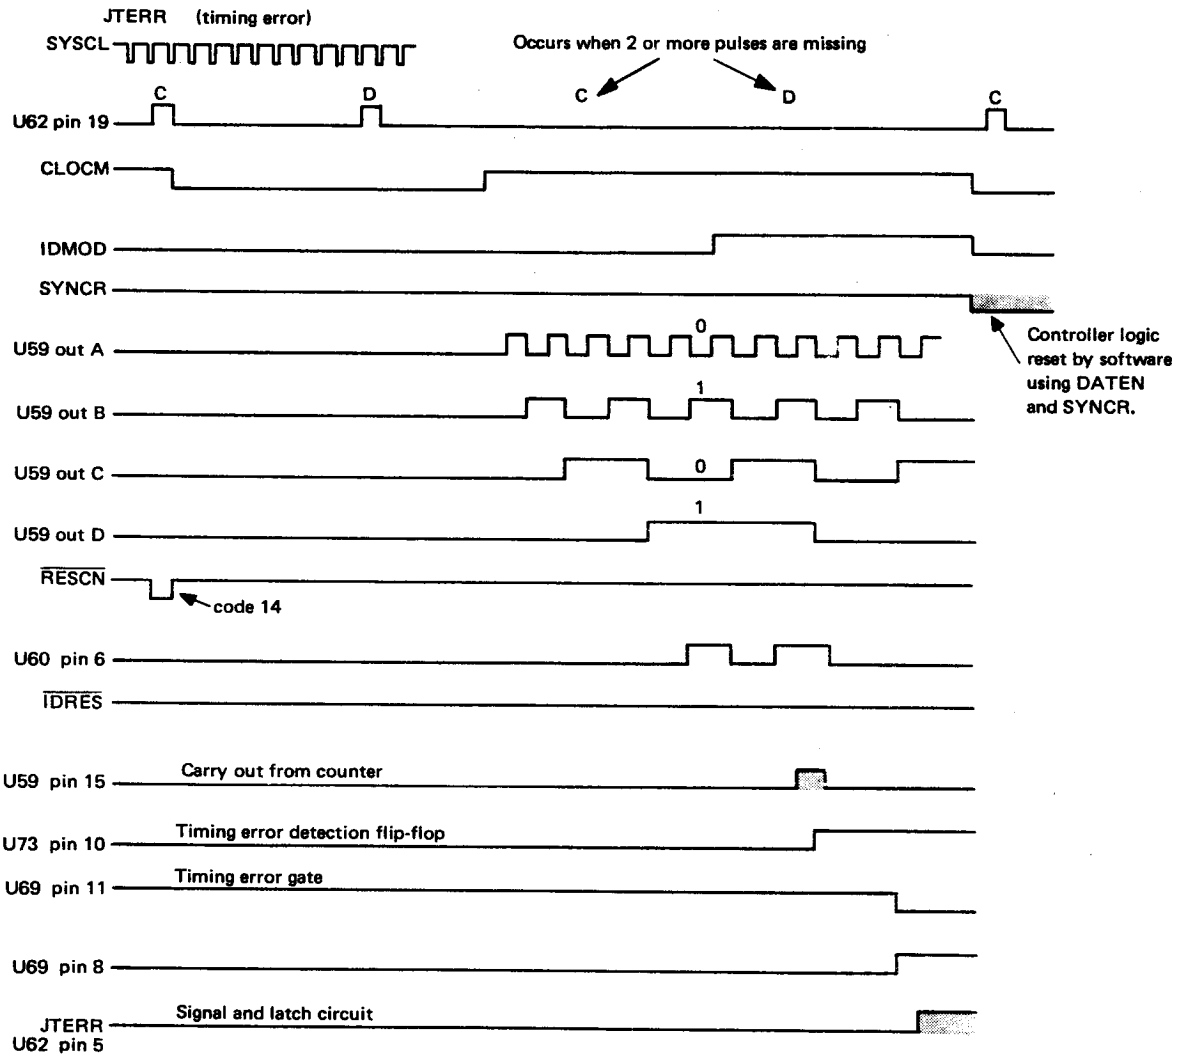 JTERR (timing error)
SYSCL
Occurs when 2 or more pulses are missing
C D C D C
U62 pin 19
CLOCM
IDMOD
SYNCR
Controller logic
reset by software
using DATEN
and SYNCR.
0
U59 out A
1
U59 out B
0
U59 out C
1
U59 out D
RESCN
code 14
U60 pin 6
IDRES
U59 pin 15 Carry out from counter
U73 pin 10 Timing error detection flip-flop
U69 pin 11 Timing error gate
U69 pin 8
JTERR Signal and latch circuit
U62 pin 5